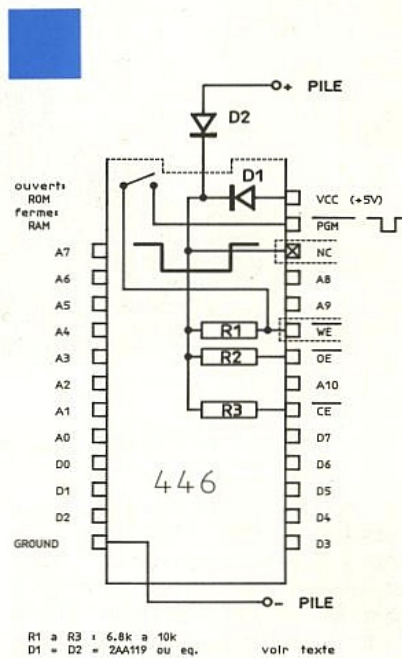 + PILE
D2
D1
ouvert:
ROM
ferme:
RAM
VCC (+5V)
PGM
NC
A7
A6
A5
A4
A3
A2
A1
A0
D0
D1
D2
GROUND
A8
A9
WE
OE
A10
CE
D7
D6
D5
D4
D3
R1
R2
R3
446
- PILE
R1 a R3 : 6.8k a 10k
D1 = D2 = 2AA119 ou eq.
voir texte